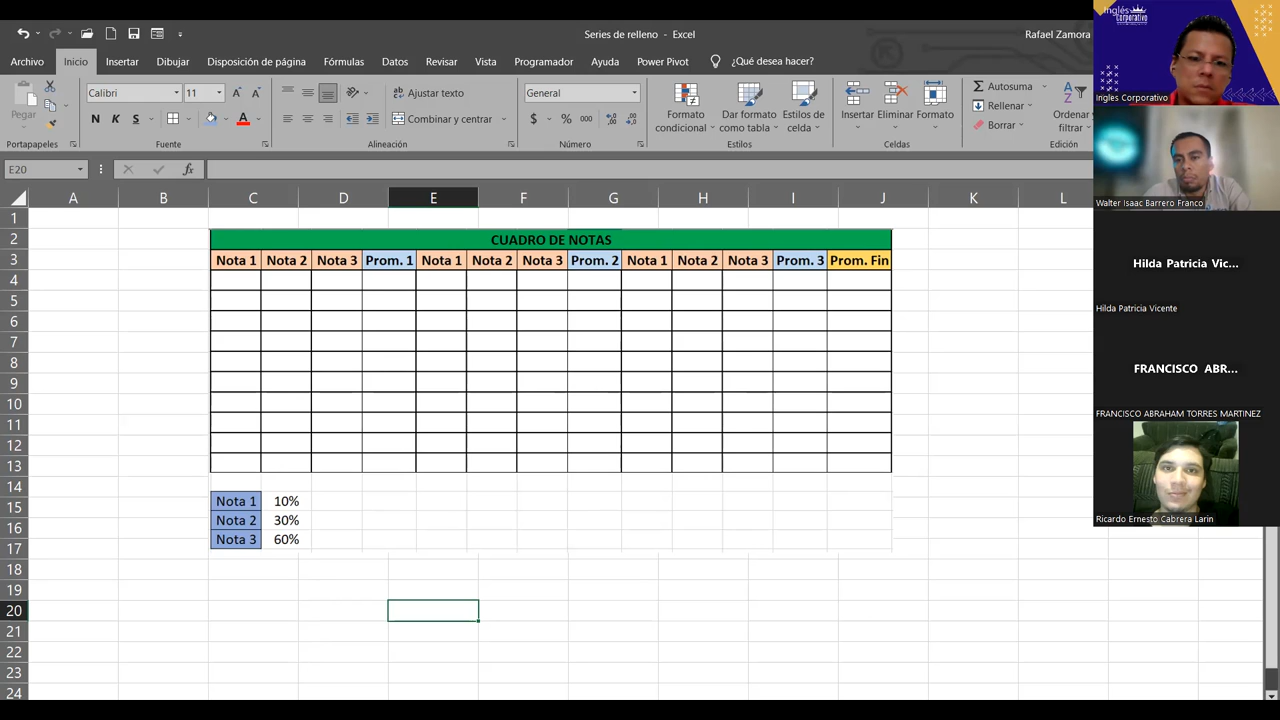 Series de relleno - Excel
Rafael Zamora
Archivo Inicio Insertar Dibujar Disposición de página Fórmulas Datos Revisar Vista Programador Ayuda Power Pivot ¿Qué desea hacer?
Pegar
Calibri 11
N K S
Ajustar texto
Combinar y centrar
General
$ % 000
Formato condicional
Dar formato como tabla
Estilos de celda
Insertar Eliminar Formato
Autosuma
Rellenar
Borrar
Ordenar y filtrar
Portapapeles Fuente Alineación Número Estilos Celdas Edición
E20 fx
A B C D E F G H I J K L
1
2 CUADRO DE NOTAS
3 Nota 1 Nota 2 Nota 3 Prom. 1 Nota 1 Nota 2 Nota 3 Prom. 2 Nota 1 Nota 2 Nota 3 Prom. 3 Prom. Fin
4
5
6
7
8
9
10
11
12
13
14
15 Nota 1 10%
16 Nota 2 30%
17 Nota 3 60%
18
19
20
21
22
23
24
Inglés Corporativo
Ingles Corporativo
Walter Isaac Barrero Franco
Hilda Patricia Vic...
Hilda Patricia Vicente
FRANCISCO ABR...
FRANCISCO ABRAHAM TORRES MARTINEZ
Ricardo Ernesto Cabrera Larin